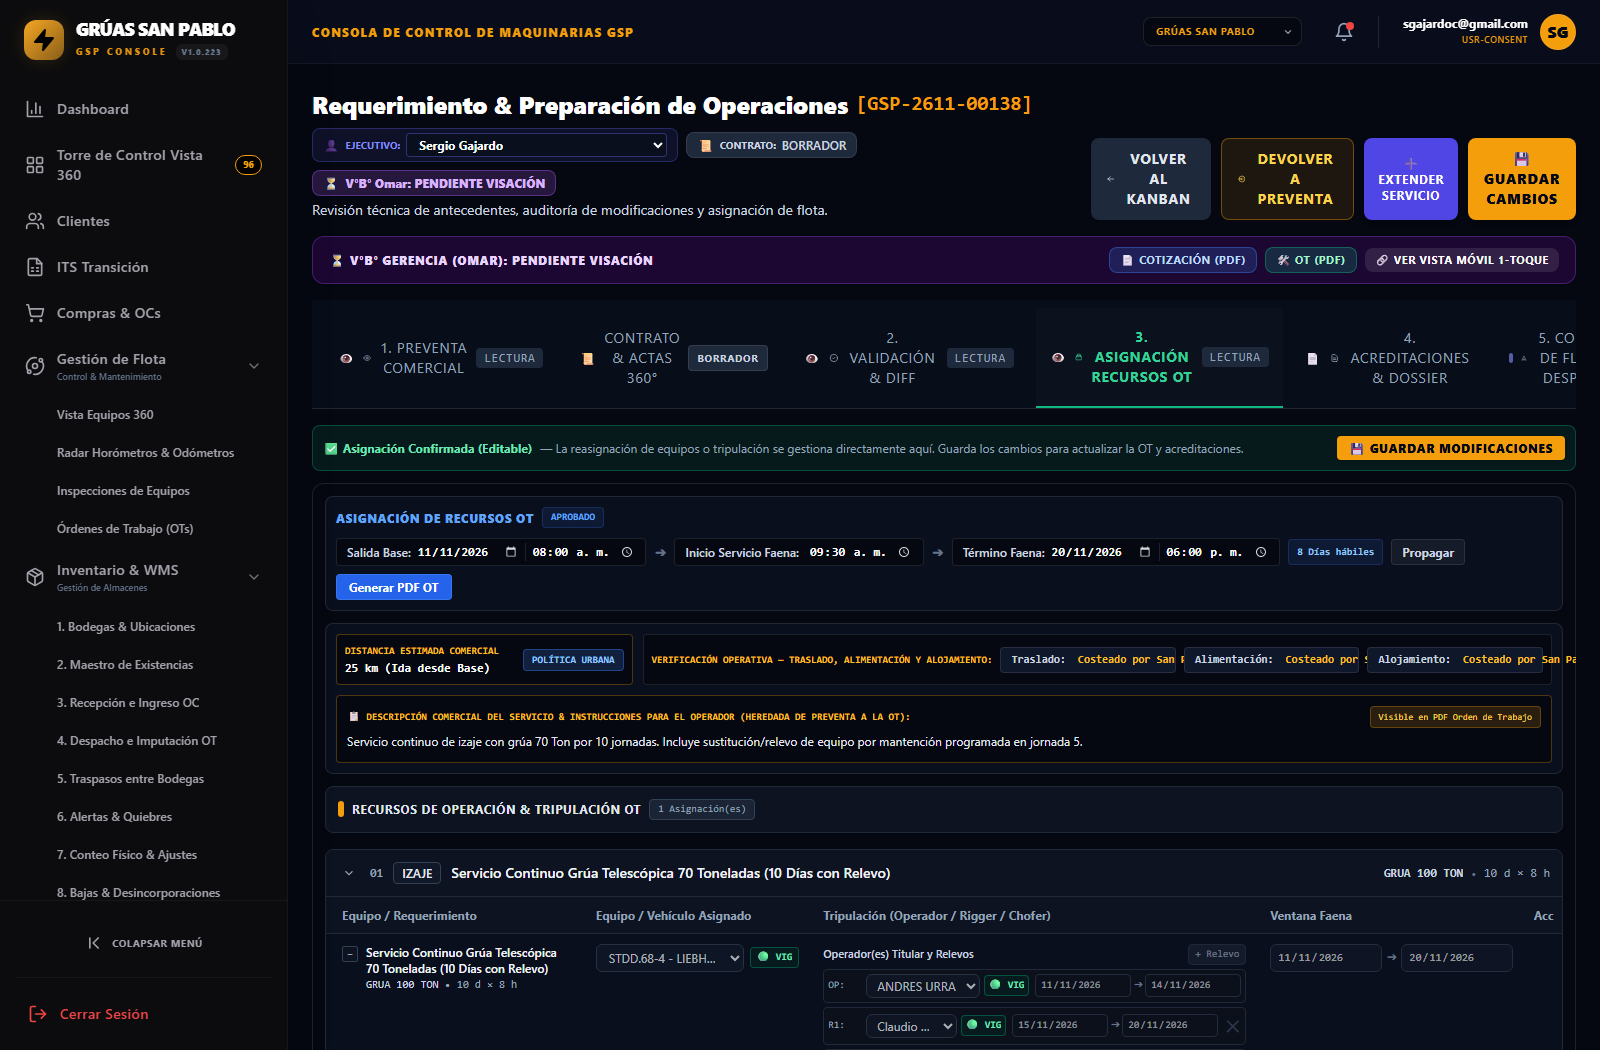 GRÚAS SAN PABLO
GSP CONSOLE V1.0.223
Dashboard
Torre de Control Vista 360
96
Clientes
ITS Transición
Compras & OCs
Gestión de Flota
Control & Mantenimiento
Vista Equipos 360
Radar Horómetros & Odómetros
Inspecciones de Equipos
Órdenes de Trabajo (OTs)
Inventario & WMS
Gestión de Almacenes
1. Bodegas & Ubicaciones
2. Maestro de Existencias
3. Recepción e Ingreso OC
4. Despacho e Imputación OT
5. Traspasos entre Bodegas
6. Alertas & Quiebres
7. Conteo Físico & Ajustes
8. Bajas & Desincorporaciones
COLAPSAR MENÚ
Cerrar Sesión
CONSOLA DE CONTROL DE MAQUINARIAS GSP
GRÚAS SAN PABLO
sgajardoc@gmail.com
USR-CONSENT
SG
Requerimiento & Preparación de Operaciones [GSP-2611-00138]
EJECUTIVO: Sergio Gajardo
CONTRATO: BORRADOR
V°B° Omar: PENDIENTE VISACIÓN
Revisión técnica de antecedentes, auditoría de modificaciones y asignación de flota.
← VOLVER AL KANBAN
DEVOLVER A PREVENTA
EXTENDER SERVICIO
GUARDAR CAMBIOS
V°B° GERENCIA (OMAR): PENDIENTE VISACIÓN
COTIZACIÓN (PDF)
OT (PDF)
VER VISTA MÓVIL 1-TOQUE
1. PREVENTA COMERCIAL LECTURA
CONTRATO & ACTAS 360° BORRADOR
2. VALIDACIÓN & DIFF LECTURA
3. ASIGNACIÓN RECURSOS OT LECTURA
4. ACREDITACIONES & DOSSIER
5. CO
DE FL
DESP
Asignación Confirmada (Editable) — La reasignación de equipos o tripulación se gestiona directamente aquí. Guarda los cambios para actualizar la OT y acreditaciones.
GUARDAR MODIFICACIONES
ASIGNACIÓN DE RECURSOS OT APROBADO
Salida Base: 11/11/2026 08:00 a. m. → Inicio Servicio Faena: 09:30 a. m. → Término Faena: 20/11/2026 06:00 p. m. 8 Días hábiles Propagar
Generar PDF OT
DISTANCIA ESTIMADA COMERCIAL
25 km (Ida desde Base)
POLÍTICA URBANA
VERIFICACIÓN OPERATIVA — TRASLADO, ALIMENTACIÓN Y ALOJAMIENTO:
Traslado: Costeado por San P
Alimentación: Costeado por S
Alojamiento: Costeado por San Pa
DESCRIPCIÓN COMERCIAL DEL SERVICIO & INSTRUCCIONES PARA EL OPERADOR (HEREDADA DE PREVENTA A LA OT):
Visible en PDF Orden de Trabajo
Servicio continuo de izaje con grúa 70 Ton por 10 jornadas. Incluye sustitución/relevo de equipo por mantención programada en jornada 5.
RECURSOS DE OPERACIÓN & TRIPULACIÓN OT 1 Asignación(es)
01 IZAJE Servicio Continuo Grúa Telescópica 70 Toneladas (10 Días con Relevo)
GRUA 100 TON • 10 d × 8 h
Equipo / Requerimiento
Equipo / Vehículo Asignado
Tripulación (Operador / Rigger / Chofer)
Ventana Faena
Acc
Servicio Continuo Grúa Telescópica 70 Toneladas (10 Días con Relevo)
GRUA 100 TON • 10 d × 8 h
STDD.68-4 - LIEBH... VIG
Operador(es) Titular y Relevos
+ Relevo
OP: ANDRES URRA VIG 11/11/2026 → 14/11/2026
R1: Claudio ... VIG 15/11/2026 → 20/11/2026
11/11/2026 → 20/11/2026